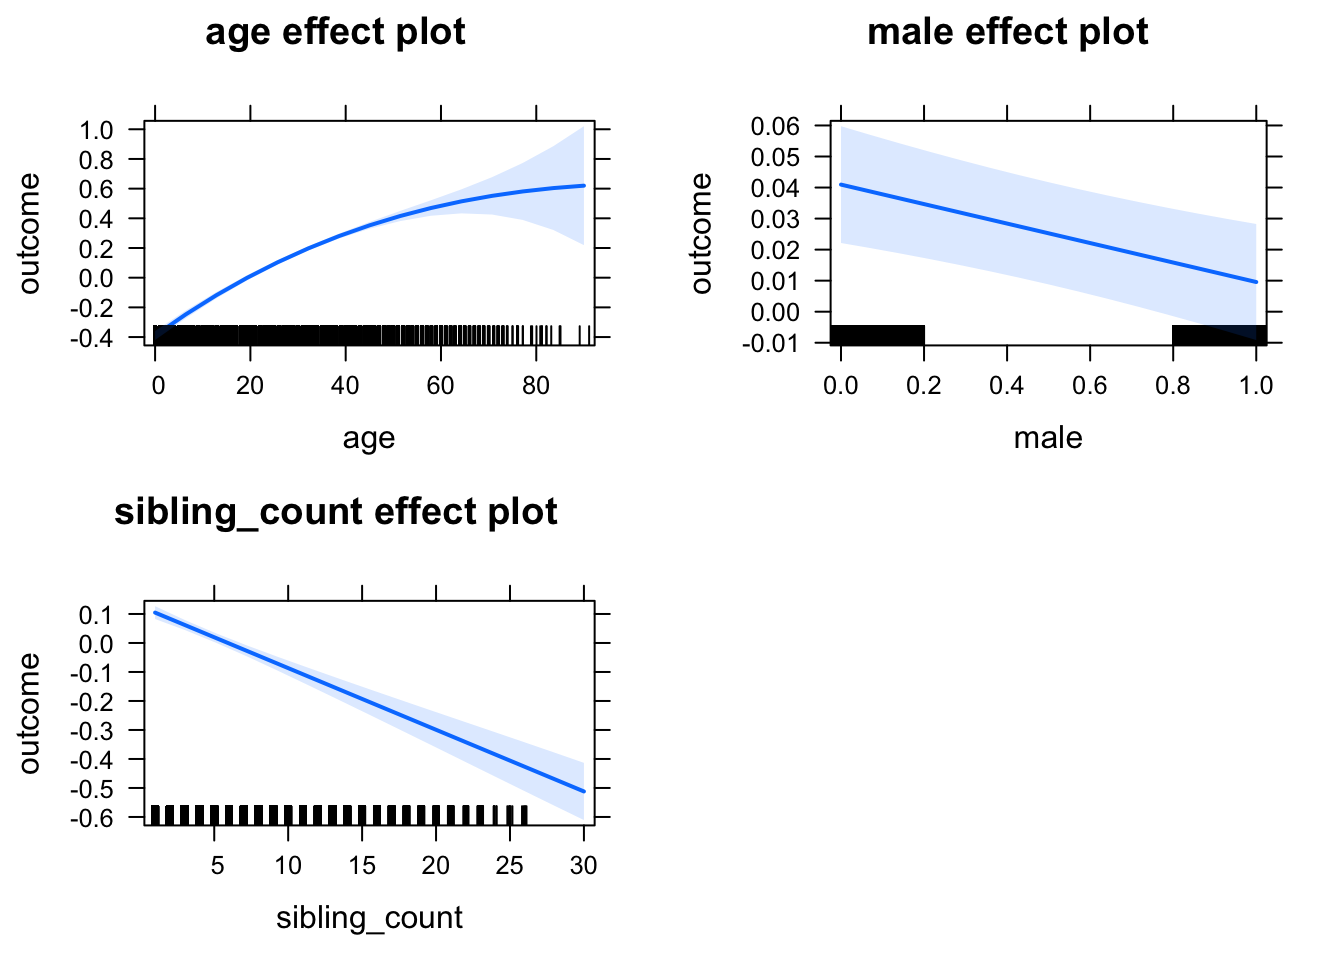 age effect plot
outcome
1.0
0.8
0.6
0.4
0.2
0.0
-0.2
-0.4
0 20 40 60 80
age
male effect plot
outcome
0.06
0.05
0.04
0.03
0.02
0.01
0.00
-0.01
0.0 0.2 0.4 0.6 0.8 1.0
male
sibling_count effect plot
outcome
0.1
0.0
-0.1
-0.2
-0.3
-0.4
-0.5
-0.6
5 10 15 20 25 30
sibling_count